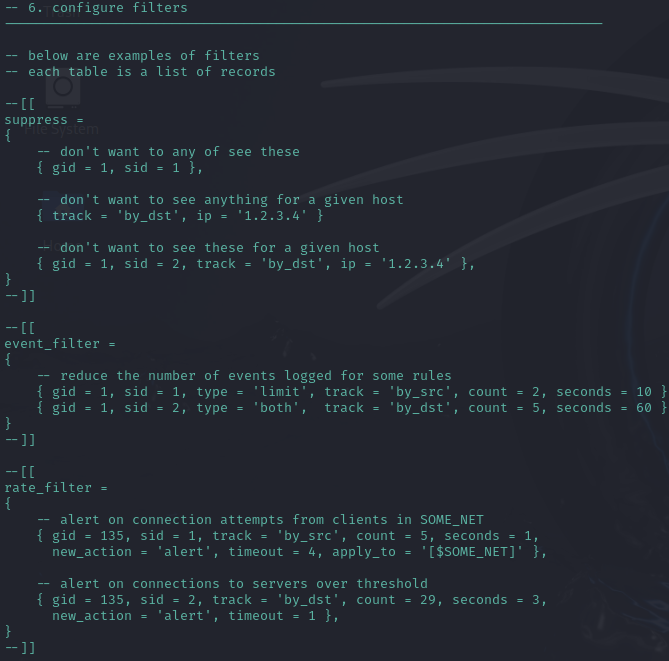 -- 6. configure filters
---------------------------------------------------------------------------
-- below are examples of filters
-- each table is a list of records
--[[
suppress =
{
-- don't want to any of see these
{ gid = 1, sid = 1 },
-- don't want to see anything for a given host
{ track = 'by_dst', ip = '1.2.3.4' }
-- don't want to see these for a given host
{ gid = 1, sid = 2, track = 'by_dst', ip = '1.2.3.4' },
}
--]]
--[[
event_filter =
{
-- reduce the number of events logged for some rules
{ gid = 1, sid = 1, type = 'limit', track = 'by_src', count = 2, seconds = 10 }
{ gid = 1, sid = 2, type = 'both',  track = 'by_dst', count = 5, seconds = 60 }
}
--]]
--[[
rate_filter =
{
-- alert on connection attempts from clients in SOME_NET
{ gid = 135, sid = 1, track = 'by_src', count = 5, seconds = 1,
new_action = 'alert', timeout = 4, apply_to = '[$SOME_NET]' },
-- alert on connections to servers over threshold
{ gid = 135, sid = 2, track = 'by_dst', count = 29, seconds = 3,
new_action = 'alert', timeout = 1 },
}
--]]
File System